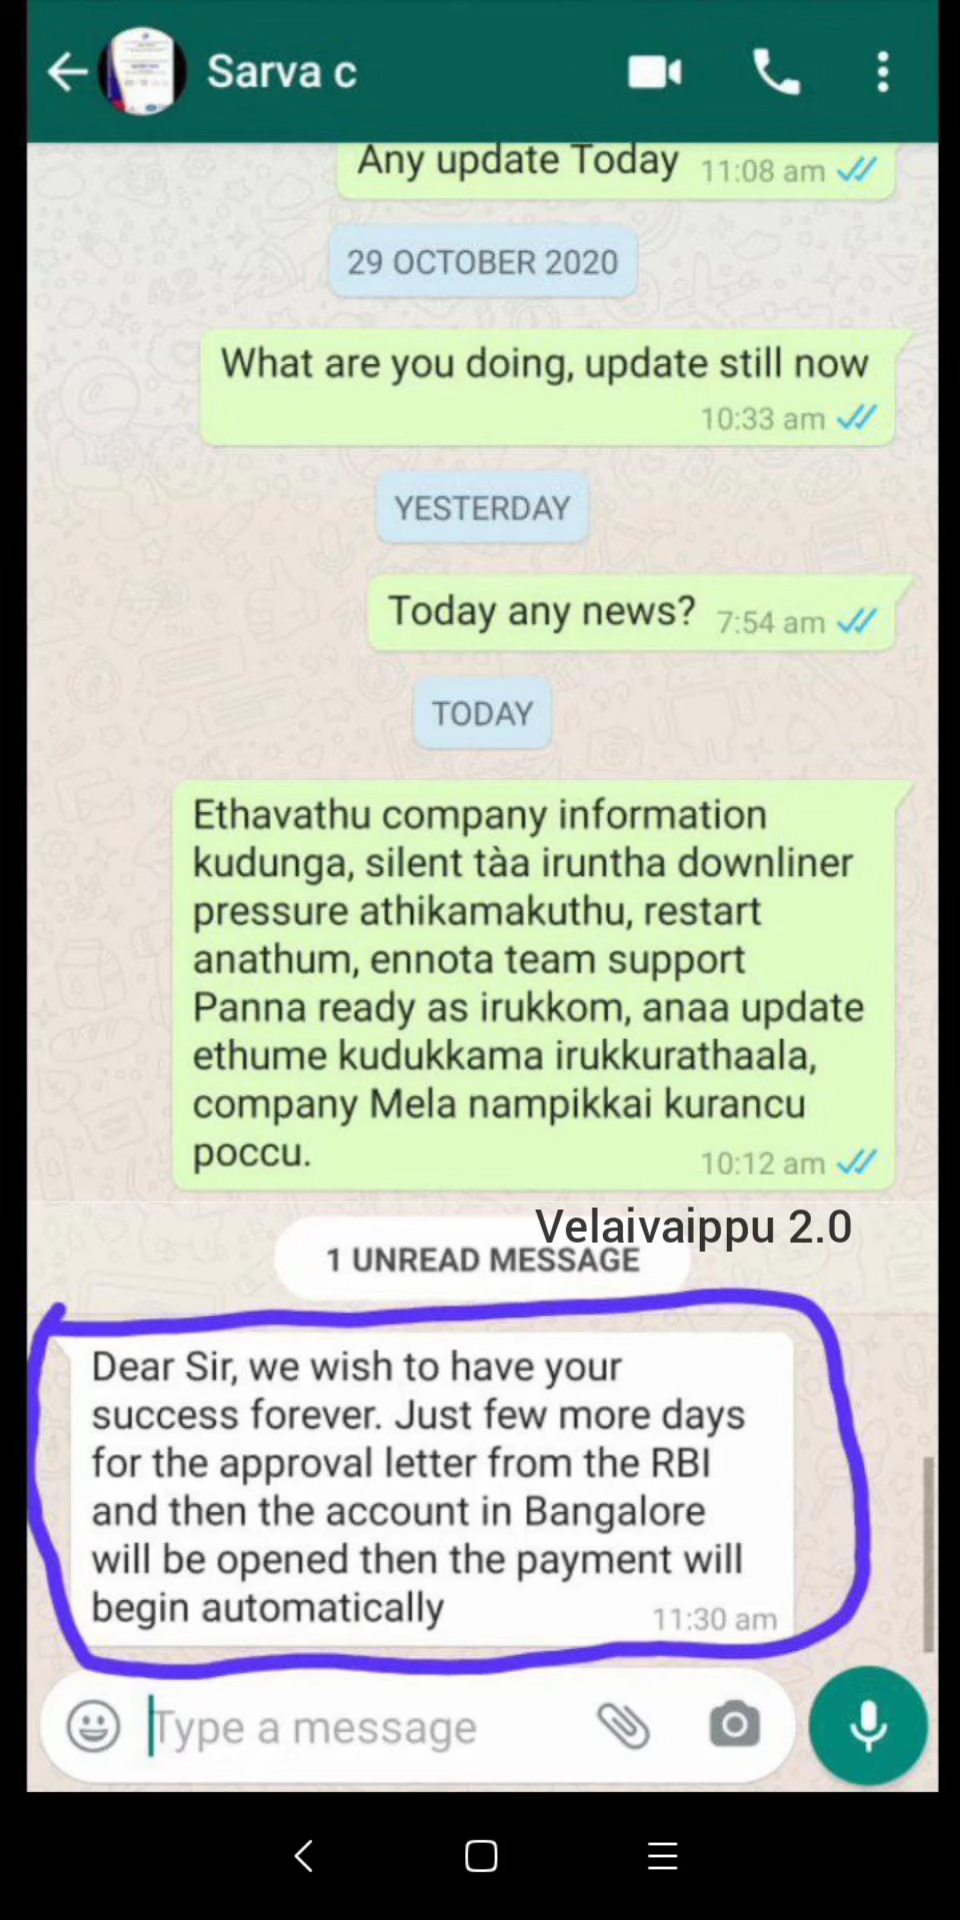 Sarva c
Any update Today 11:08 am
29 OCTOBER 2020
What are you doing, update still now
10:33 am
YESTERDAY
Today any news? 7:54 am
TODAY
Ethavathu company information
kudunga, silent tàa iruntha downliner
pressure athikamakuthu, restart
anathum, ennota team support
Panna ready as irukkom, anaa update
ethume kudukkama irukkurathaala,
company Mela nampikkai kurancu
poccu. 10:12 am
Velaivaippu 2.0
1 UNREAD MESSAGE
Dear Sir, we wish to have your
success forever. Just few more days
for the approval letter from the RBI
and then the account in Bangalore
will be opened then the payment will
begin automatically 11:30 am
Type a message